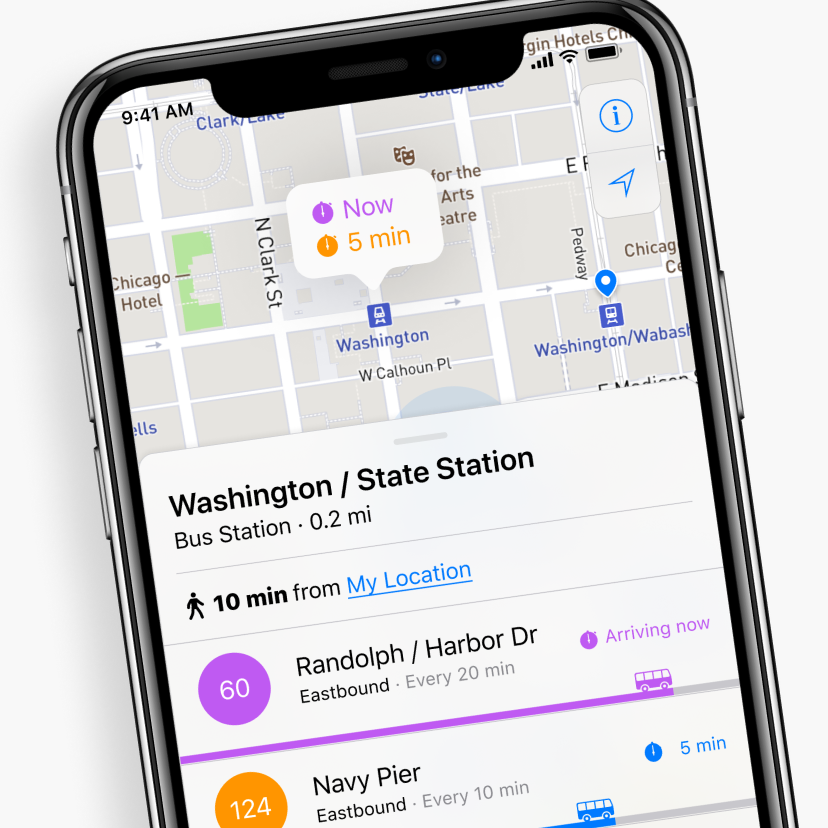 9:41 AM
Clark/Lake
State/Lake
gin Hotels Chi
for the
Arts
eatre
Now
5 min
N Clark St
Pedway
Chicago
Hotel
Chicag
Ce
Washington
Washington/Wabash
W Calhoun Pl
E Madison S
ells
Washington / State Station
Bus Station · 0.2 mi
10 min from My Location
60
Randolph / Harbor Dr
Arriving now
Eastbound · Every 20 min
124
Navy Pier
5 min
Eastbound · Every 10 min